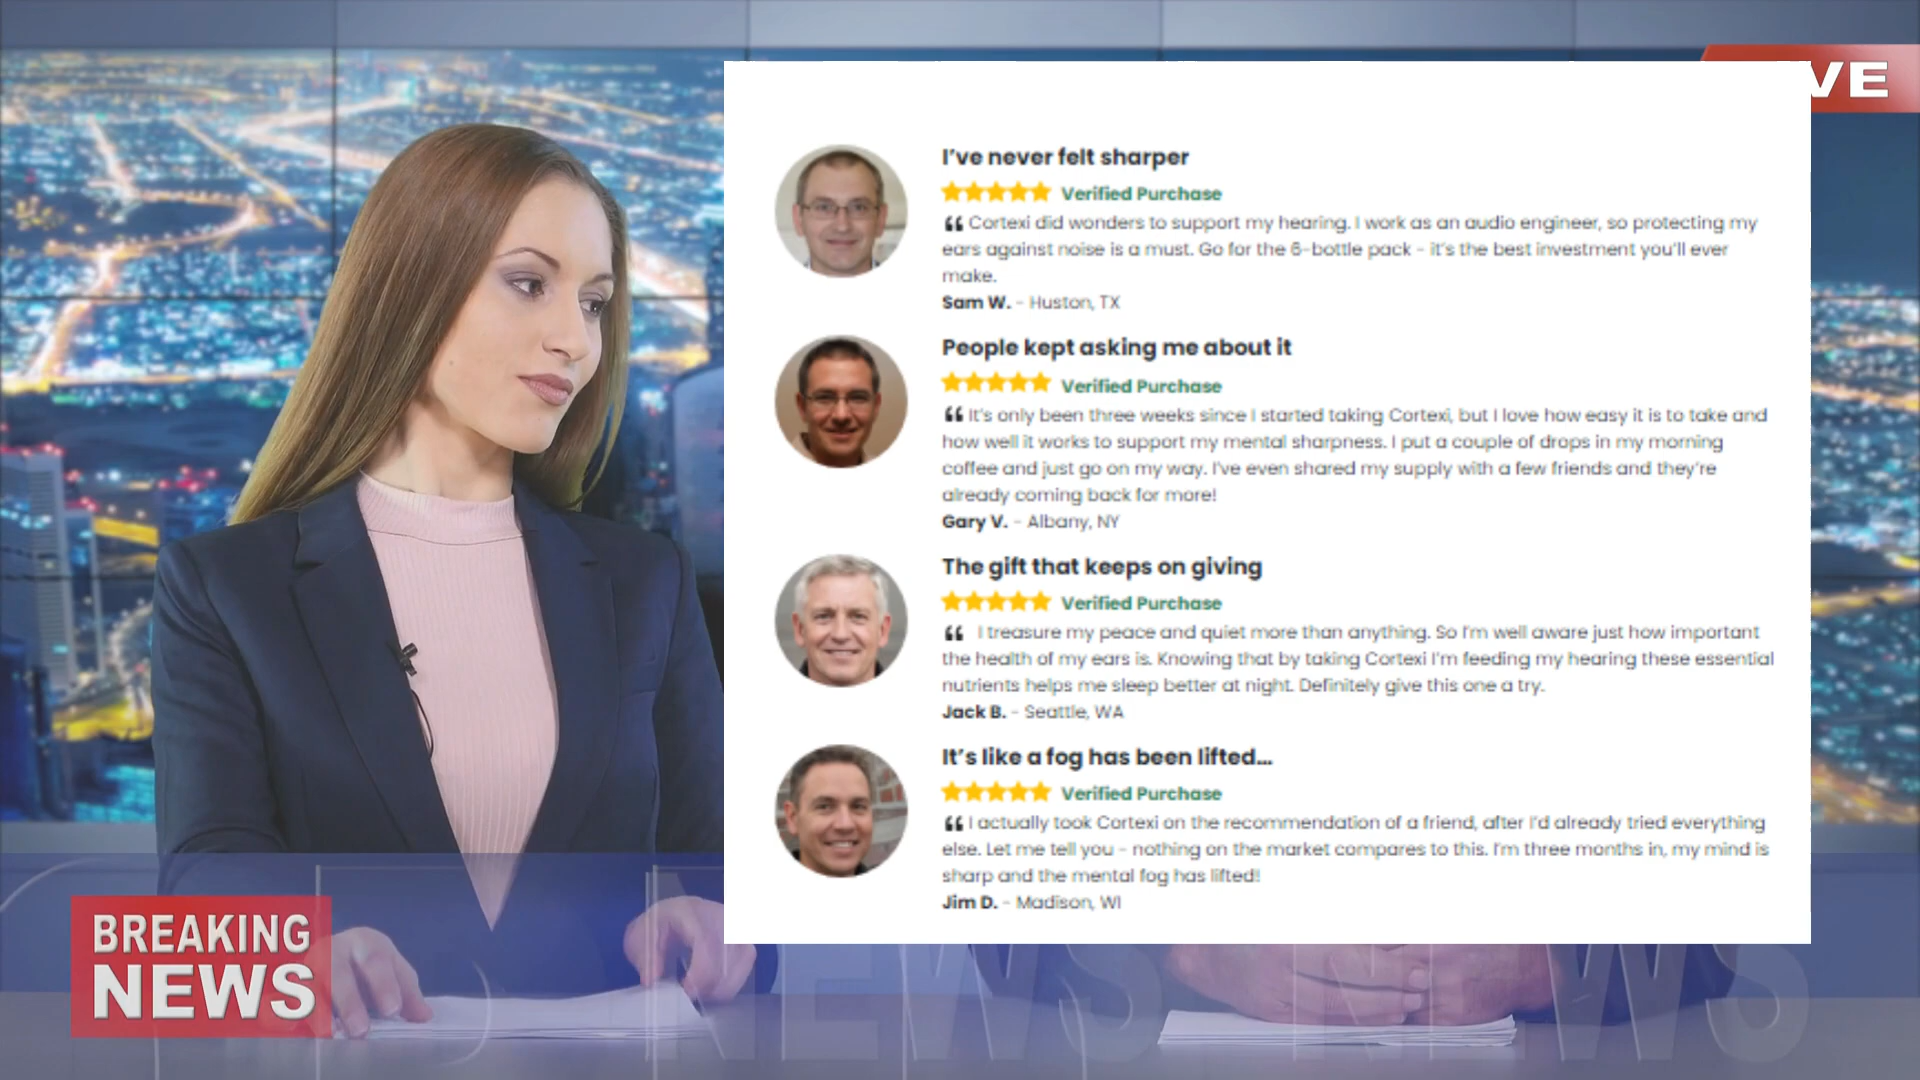 VE
I've never felt sharper
Verified Purchase
“ Cortexi did wonders to support my hearing. I work as an audio engineer, so protecting my
ears against noise is a must. Go for the 6-bottle pack - it's the best investment you'll ever
make.
Sam W. - Huston, TX
People kept asking me about it
Verified Purchase
“ It's only been three weeks since I started taking Cortexi, but I love how easy it is to take and
how well it works to support my mental sharpness. I put a couple of drops in my morning
coffee and just go on my way. I've even shared my supply with a few friends and they're
already coming back for more!
Gary V. - Albany, NY
The gift that keeps on giving
Verified Purchase
“ I treasure my peace and quiet more than anything. So I'm well aware just how important
the health of my ears is. Knowing that by taking Cortexi I'm feeding my hearing these essential
nutrients helps me sleep better at night. Definitely give this one a try.
Jack B. - Seattle, WA
It's like a fog has been lifted...
Verified Purchase
“ I actually took Cortexi on the recommendation of a friend, after I'd already tried everything
else. Let me tell you - nothing on the market compares to this. I'm three months in, my mind is
sharp and the mental fog has lifted!
Jim D. - Madison, WI
BREAKING
NEWS
NEWS NEWS